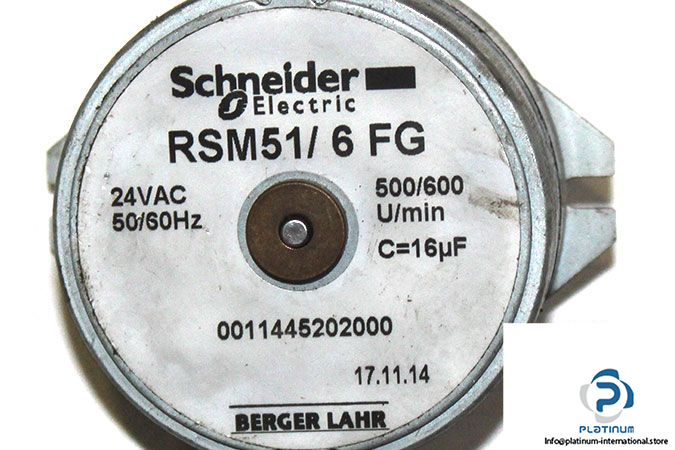 Schneider
Electric
RSM51/ 6 FG
24VAC
50/60Hz
500/600
U/min
C=16µF
0011445202000
17.11.14
BERGER LAHR
PLATINUM
Info@platinum-international.store